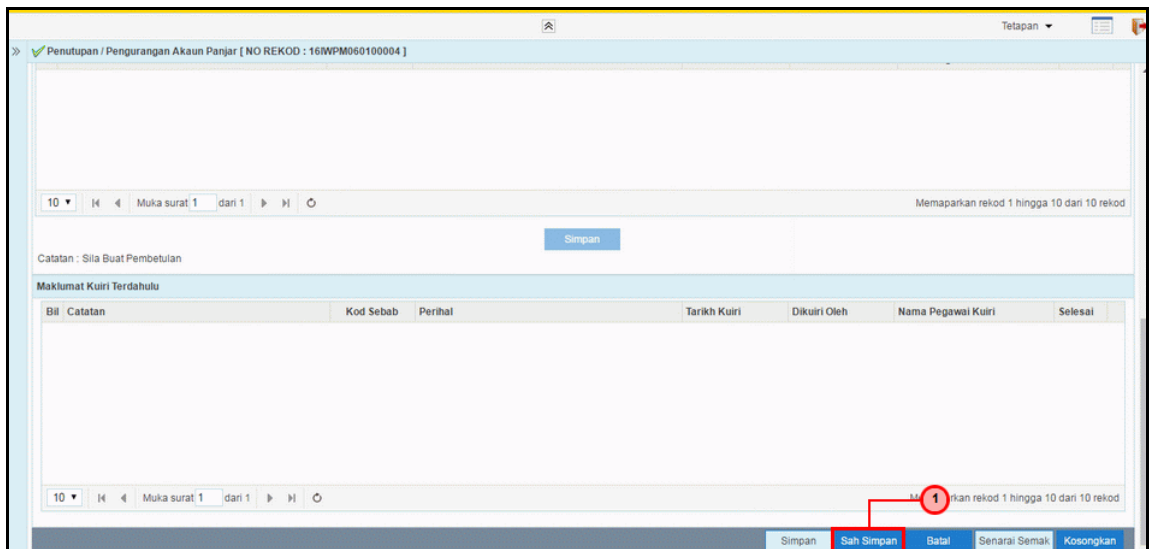 Tetapan
Penutupan / Pengurangan Akaun Panjar [ NO REKOD : 16IWPM060100004 ]
10 Muka surat 1 dari 1 Memaparkan rekod 1 hingga 10 dari 10 rekod
Simpan
Catatan : Sila Buat Pembetulan
Maklumat Kuiri Terdahulu
Bil Catatan Kod Sebab Perihal Tarikh Kuiri Dikuiri Oleh Nama Pegawai Kuiri Selesai
10 Muka surat 1 dari 1 rekod 1 hingga 10 dari 10 rekod
1
Simpan Sah Simpan Batal Senarai Semak Kosongkan